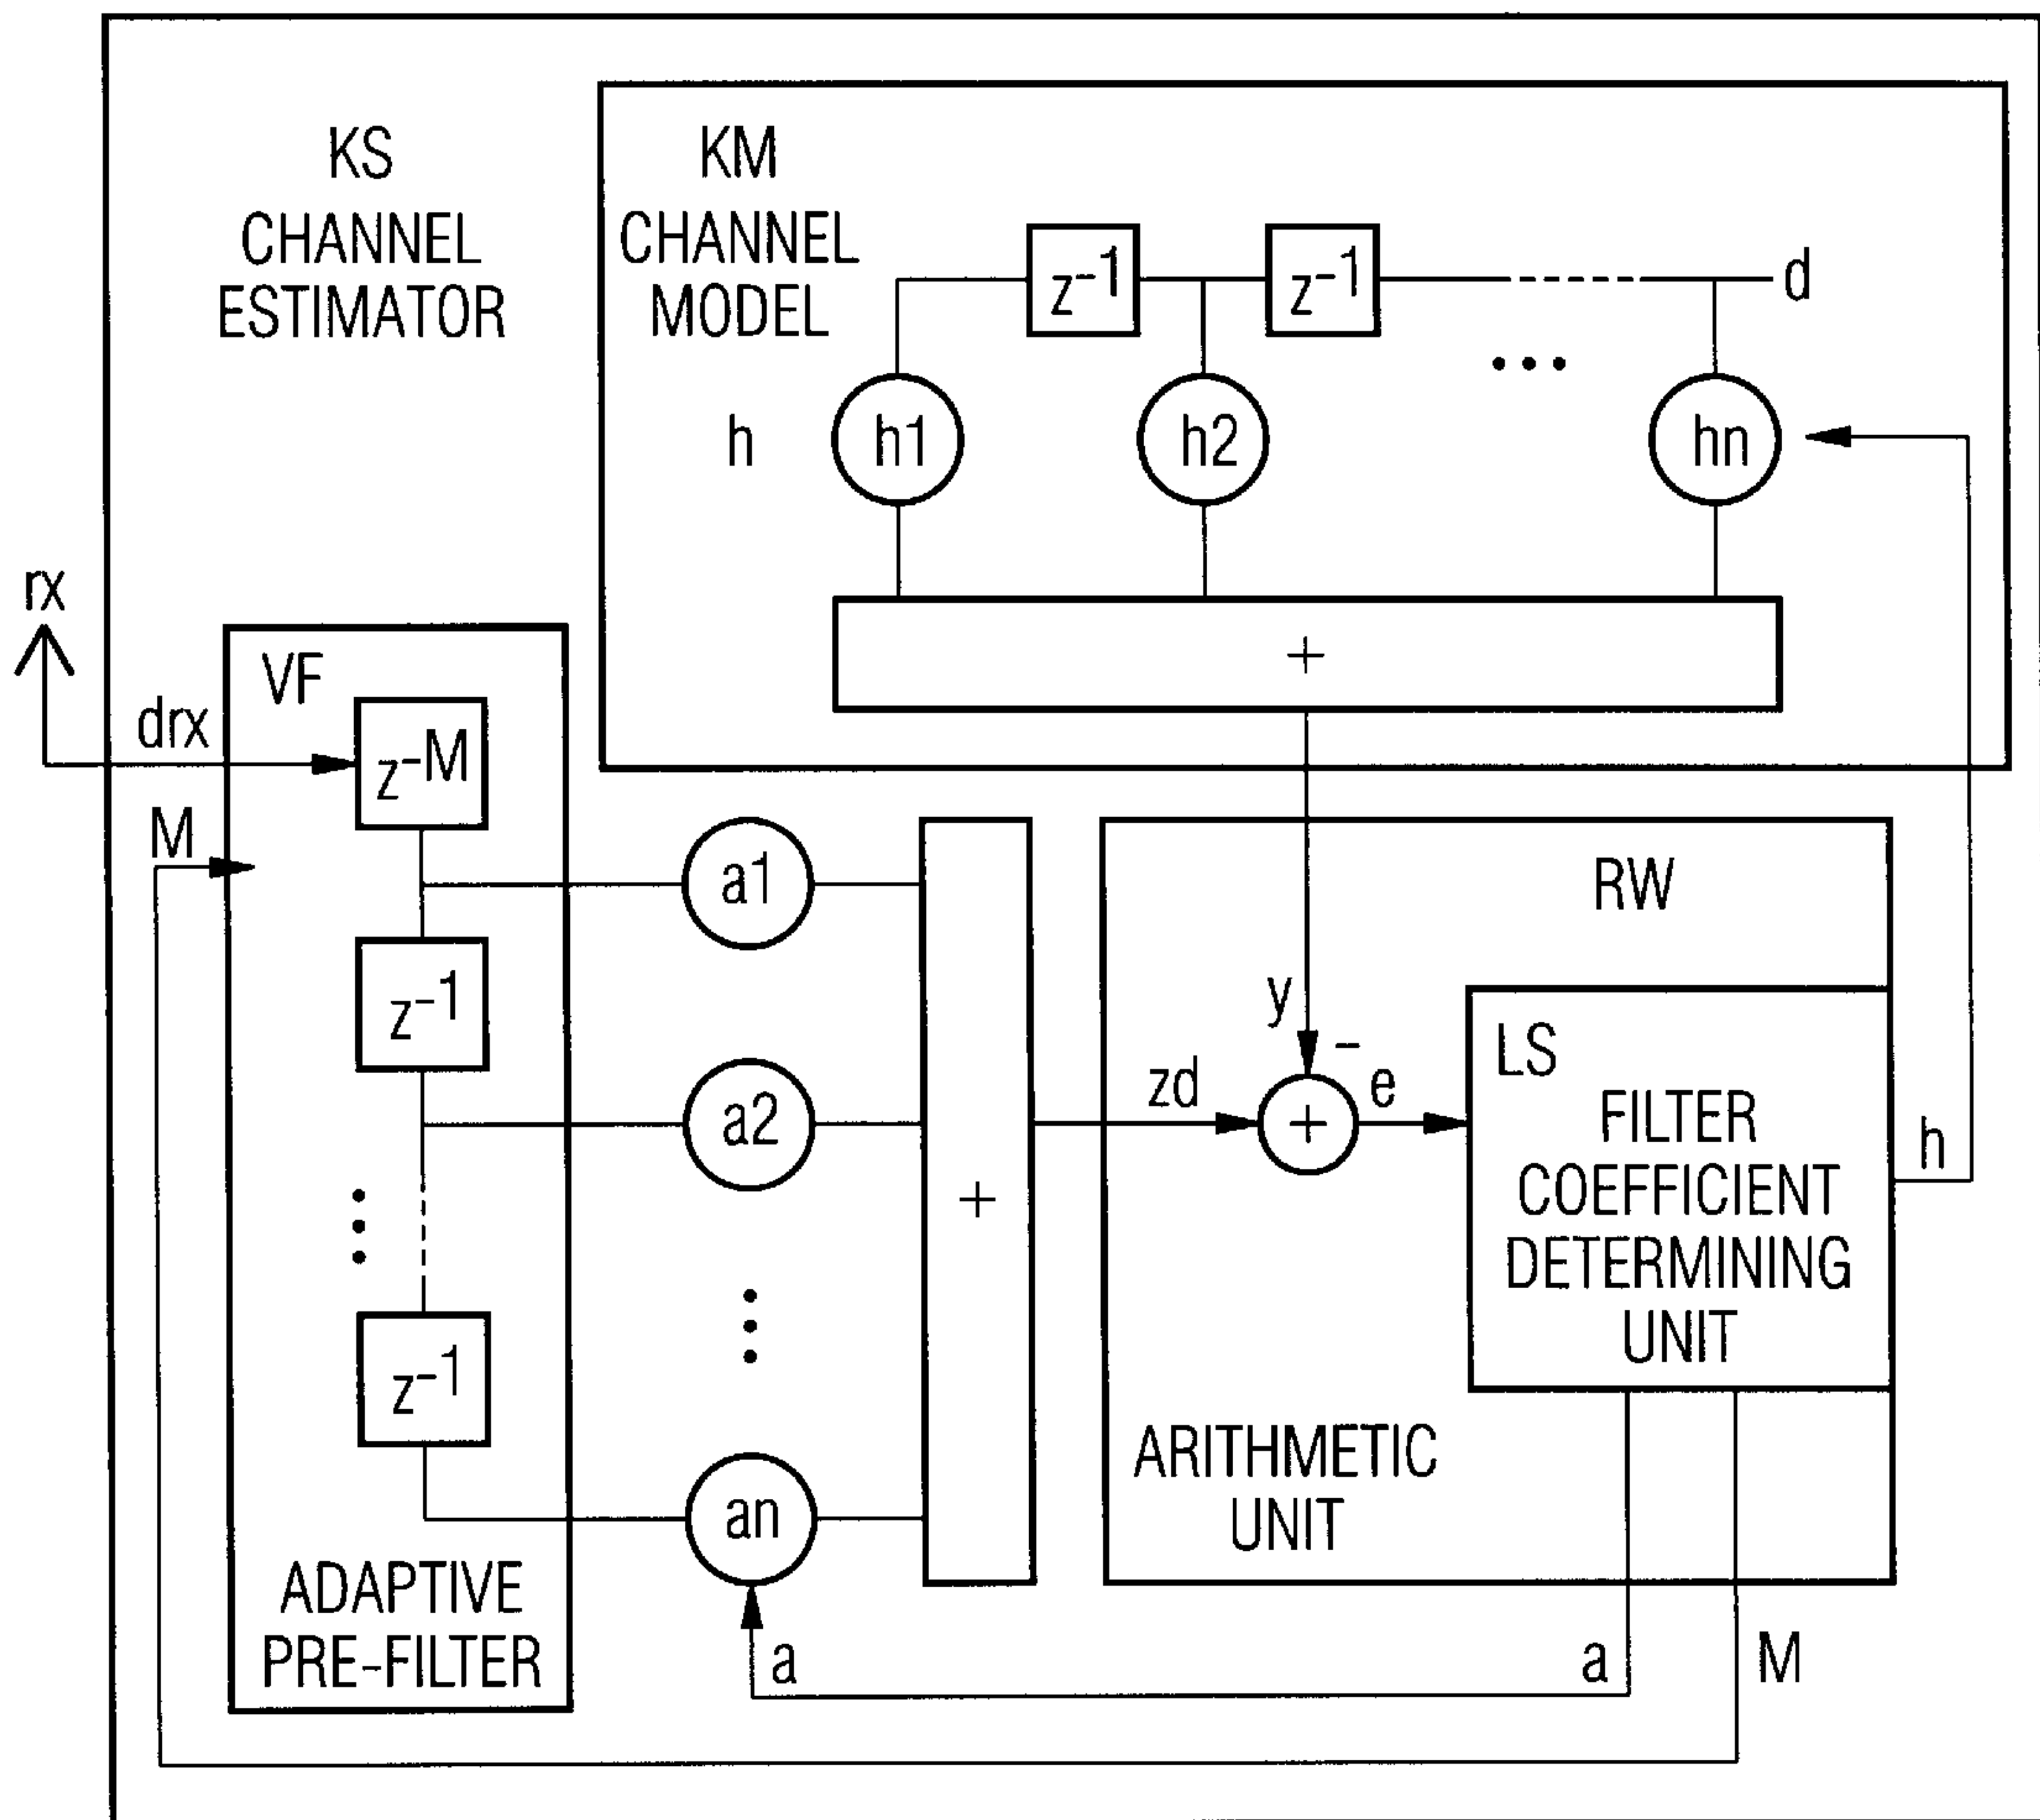 KS
CHANNEL
ESTIMATOR
KM
CHANNEL
MODEL
z⁻¹
z⁻¹
d
...
h
h1
h2
hn
+
rx
drx
M
VF
z⁻ᴹ
z⁻¹
z⁻¹
ADAPTIVE
PRE-FILTER
a1
a2
an
+
RW
y
-
zd
+
e
LS
FILTER
COEFFICIENT
DETERMINING
UNIT
h
ARITHMETIC
UNIT
a
a
M